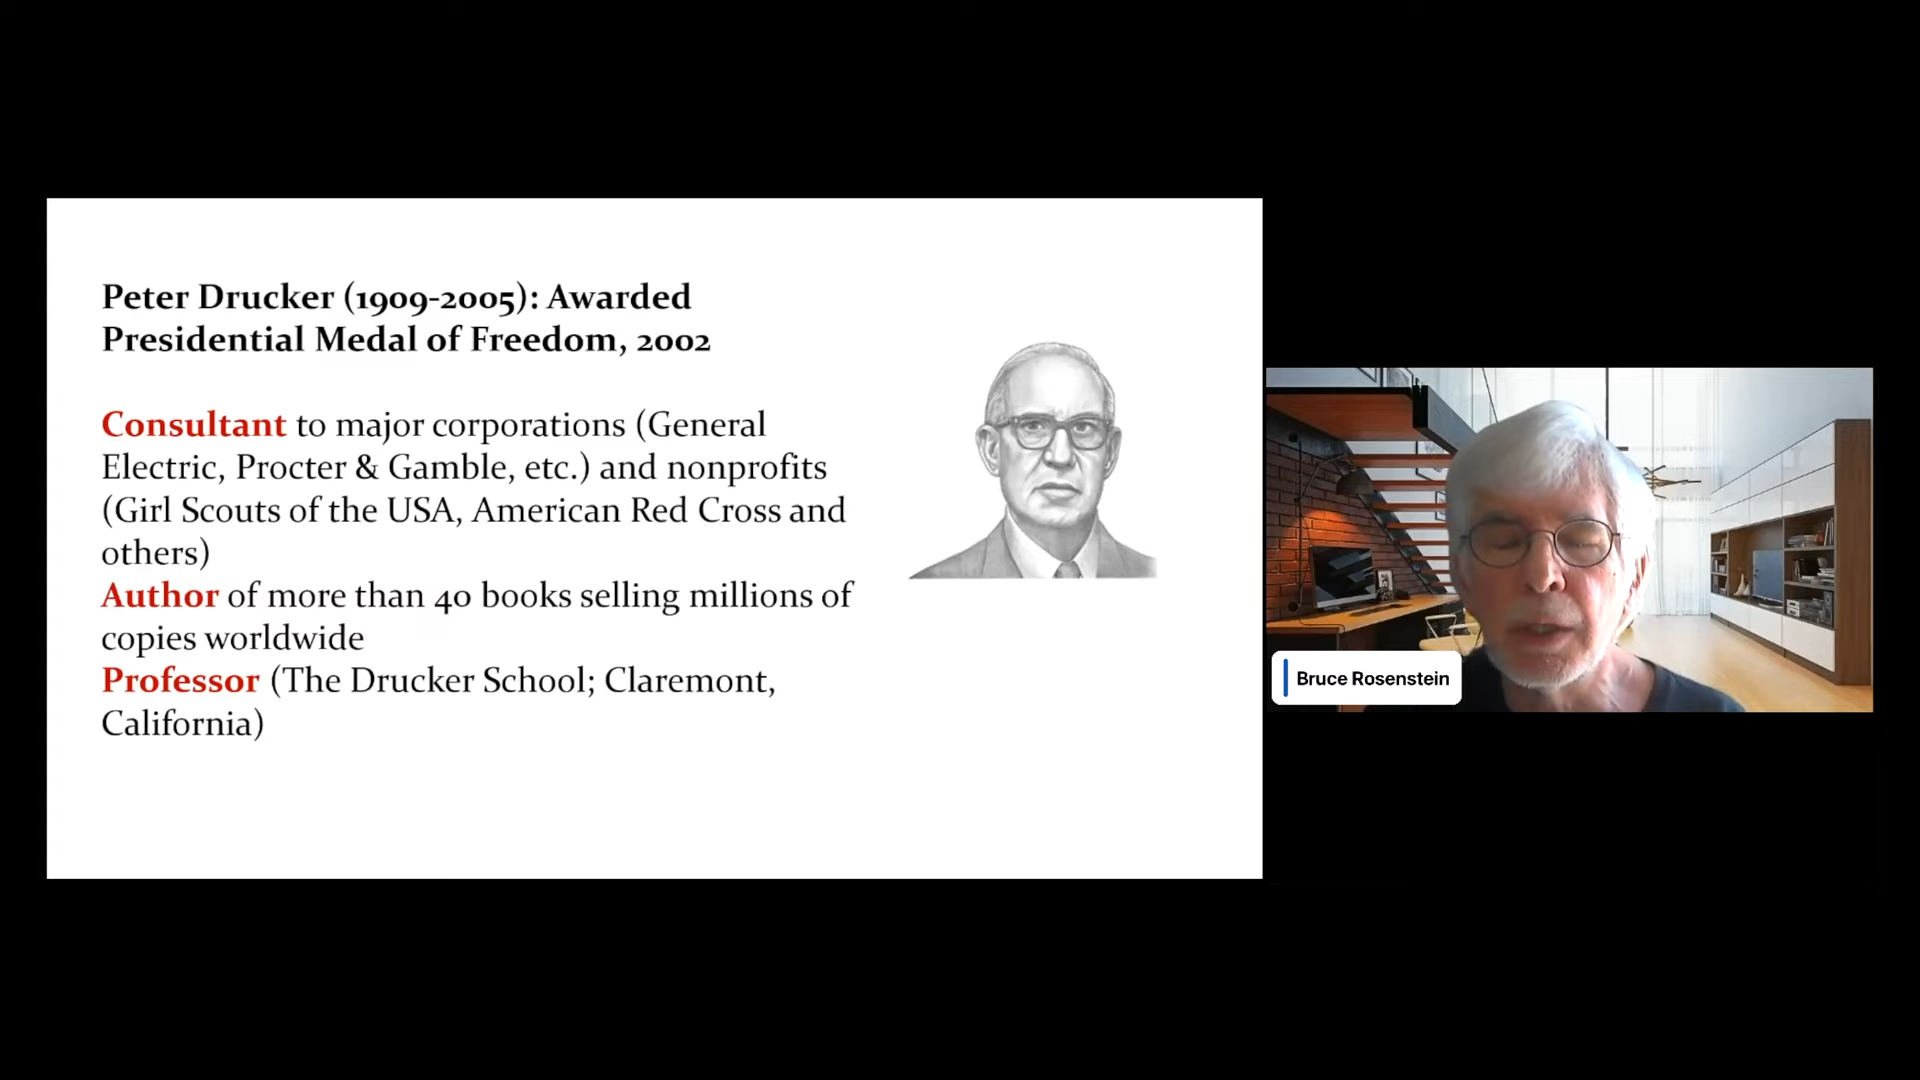 Peter Drucker (1909-2005): Awarded
Presidential Medal of Freedom, 2002
Consultant to major corporations (General
Electric, Procter & Gamble, etc.) and nonprofits
(Girl Scouts of the USA, American Red Cross and
others)
Author of more than 40 books selling millions of
copies worldwide
Professor (The Drucker School; Claremont,
California)
Bruce Rosenstein